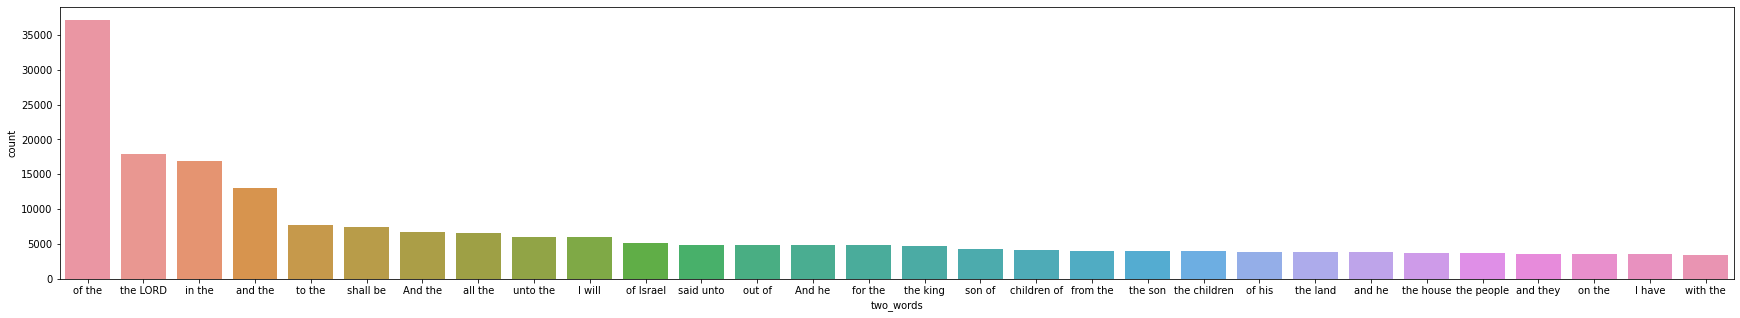 35000
30000
25000
20000
15000
10000
5000
0
count
of the the LORD in the and the to the shall be And the all the unto the I will of Israel said unto out of And he for the the king son of children of from the the son the children of his the land and he the house the people and they on the I have with the
two_words